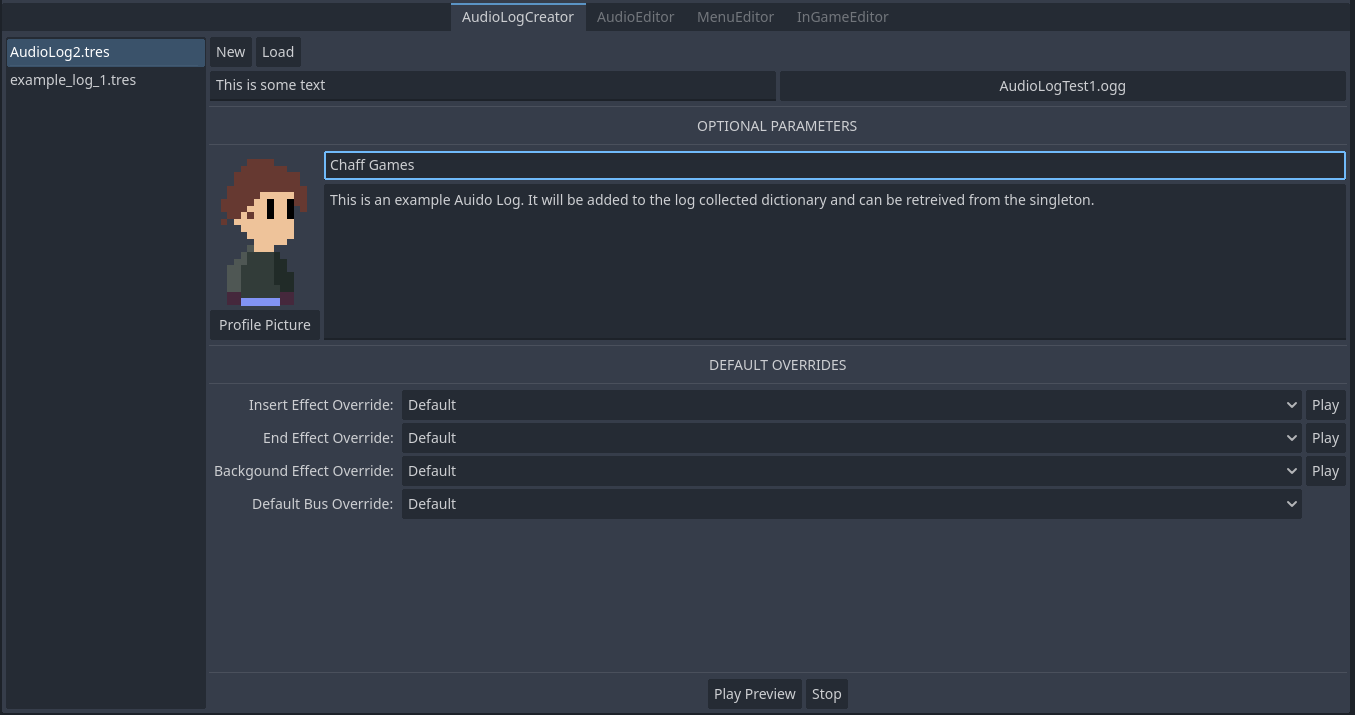 AudioLogCreator AudioEditor MenuEditor InGameEditor
AudioLog2.tres
example_log_1.tres
New Load
This is some text AudioLogTest1.ogg
OPTIONAL PARAMETERS
Chaff Games
This is an example Auido Log. It will be added to the log collected dictionary and can be retreived from the singleton.
Profile Picture
DEFAULT OVERRIDES
Insert Effect Override: Default Play
End Effect Override: Default Play
Backgound Effect Override: Default Play
Default Bus Override: Default
Play Preview Stop